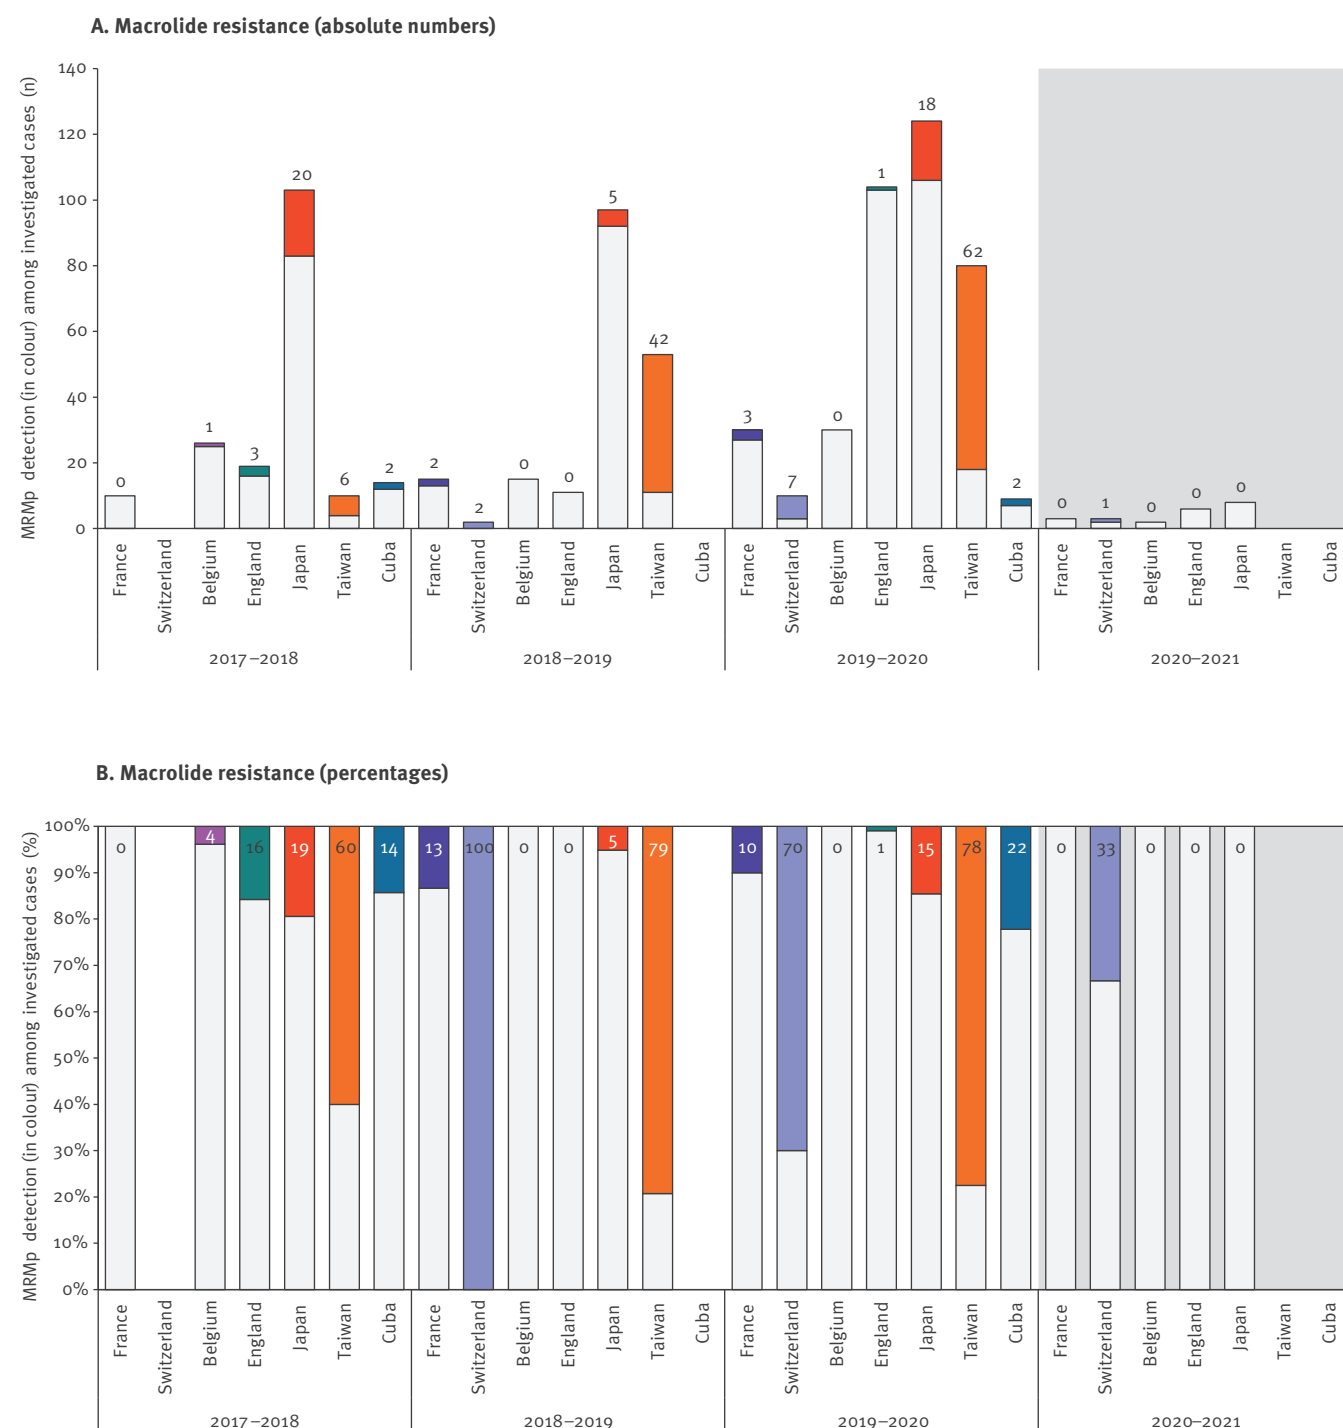 A. Macrolide resistance (absolute numbers)
MRMp detection (in colour) among investigated cases (n)
140
120
100
80
60
40
20
0
0
1
3
20
6
2
2
2
0
0
5
42
3
7
0
1
18
62
2
0
1
0
0
0
France
Switzerland
Belgium
England
Japan
Taiwan
Cuba
France
Switzerland
Belgium
England
Japan
Taiwan
Cuba
France
Switzerland
Belgium
England
Japan
Taiwan
Cuba
France
Switzerland
Belgium
England
Japan
Taiwan
Cuba
2017–2018
2018–2019
2019–2020
2020–2021
B. Macrolide resistance (percentages)
MRMp detection (in colour) among investigated cases (%)
100%
90%
80%
70%
60%
50%
40%
30%
20%
10%
0%
0
4
16
19
60
14
13
100
0
0
5
79
10
70
0
1
15
78
22
0
33
0
0
0
France
Switzerland
Belgium
England
Japan
Taiwan
Cuba
France
Switzerland
Belgium
England
Japan
Taiwan
Cuba
France
Switzerland
Belgium
England
Japan
Taiwan
Cuba
France
Switzerland
Belgium
England
Japan
Taiwan
Cuba
2017–2018
2018–2019
2019–2020
2020–2021